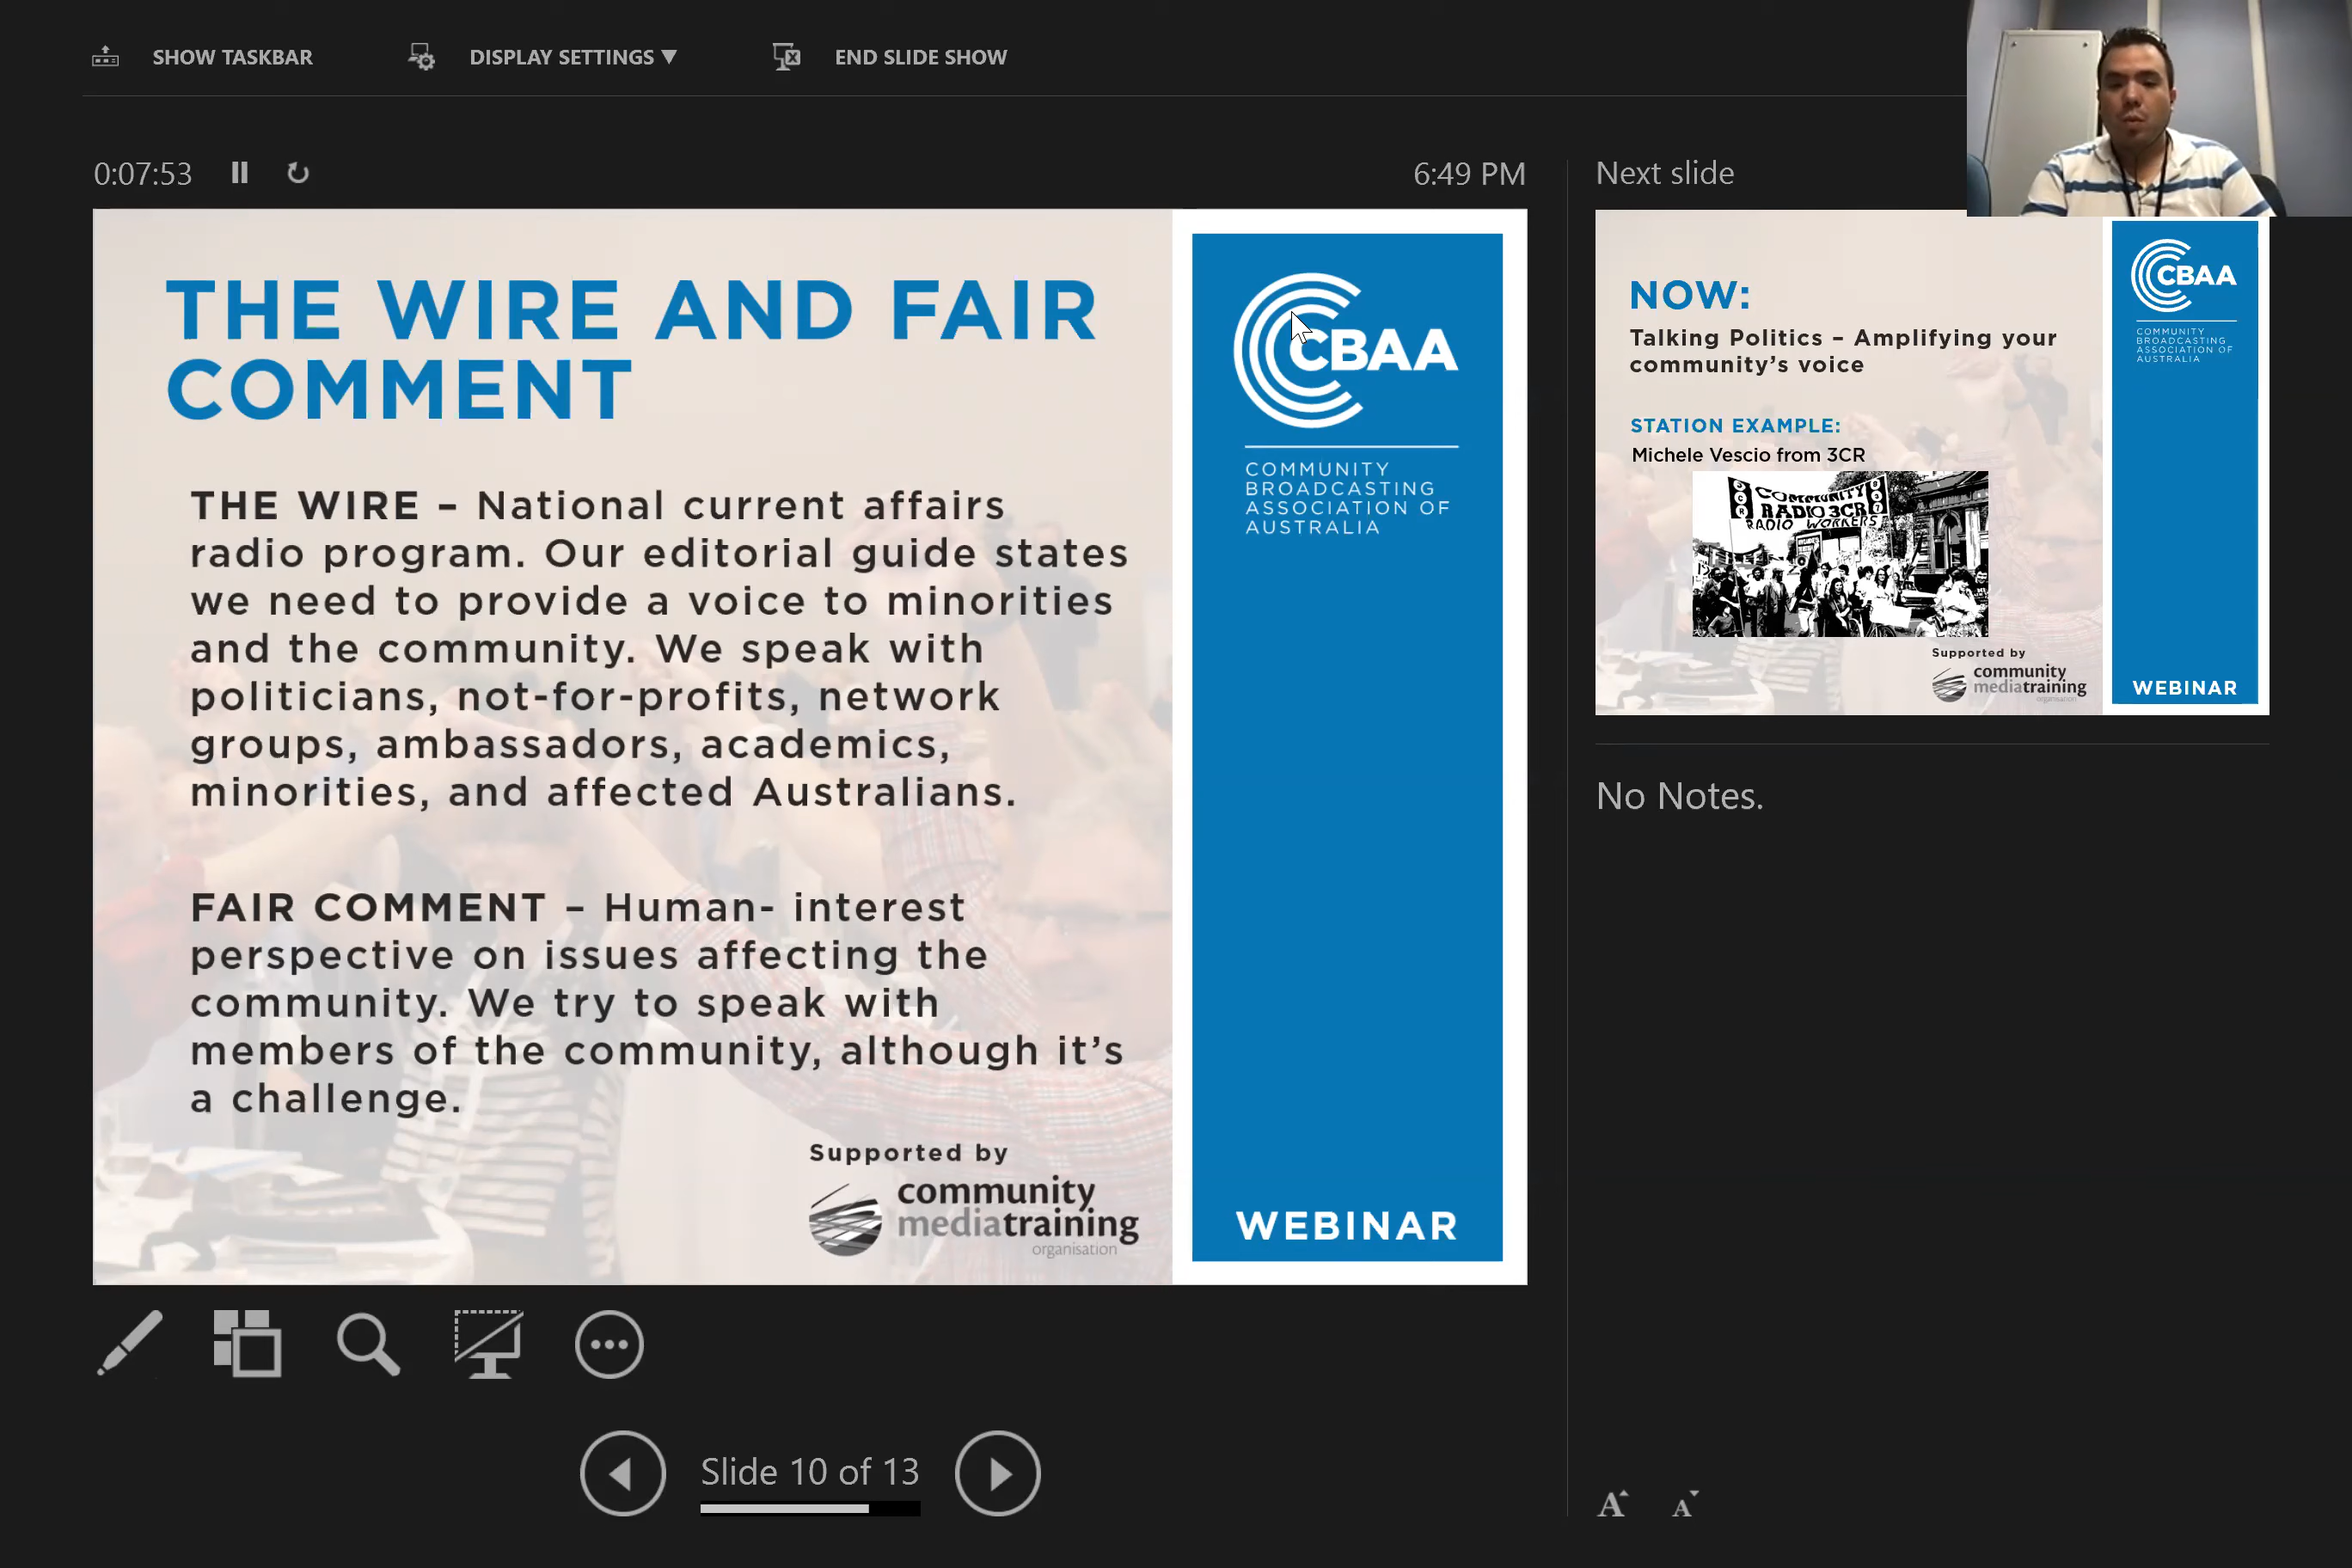 SHOW TASKBAR
DISPLAY SETTINGS ▼
END SLIDE SHOW
0:07:53
6:49 PM
THE WIRE AND FAIR
COMMENT
THE WIRE – National current affairs
radio program. Our editorial guide states
we need to provide a voice to minorities
and the community. We speak with
politicians, not-for-profits, network
groups, ambassadors, academics,
minorities, and affected Australians.
FAIR COMMENT – Human- interest
perspective on issues affecting the
community. We try to speak with
members of the community, although it's
a challenge.
Supported by
community
mediatraining
organisation
CBAA
COMMUNITY
BROADCASTING
ASSOCIATION OF
AUSTRALIA
WEBINAR
Slide 10 of 13
Next slide
NOW:
Talking Politics – Amplifying your
community's voice
STATION EXAMPLE:
Michele Vescio from 3CR
COMMUNITY
RADIO 3CR
RADIO WORKERS
Supported by
community
mediatraining
organisation
CBAA
COMMUNITY
BROADCASTING
ASSOCIATION OF
AUSTRALIA
WEBINAR
No Notes.
A A